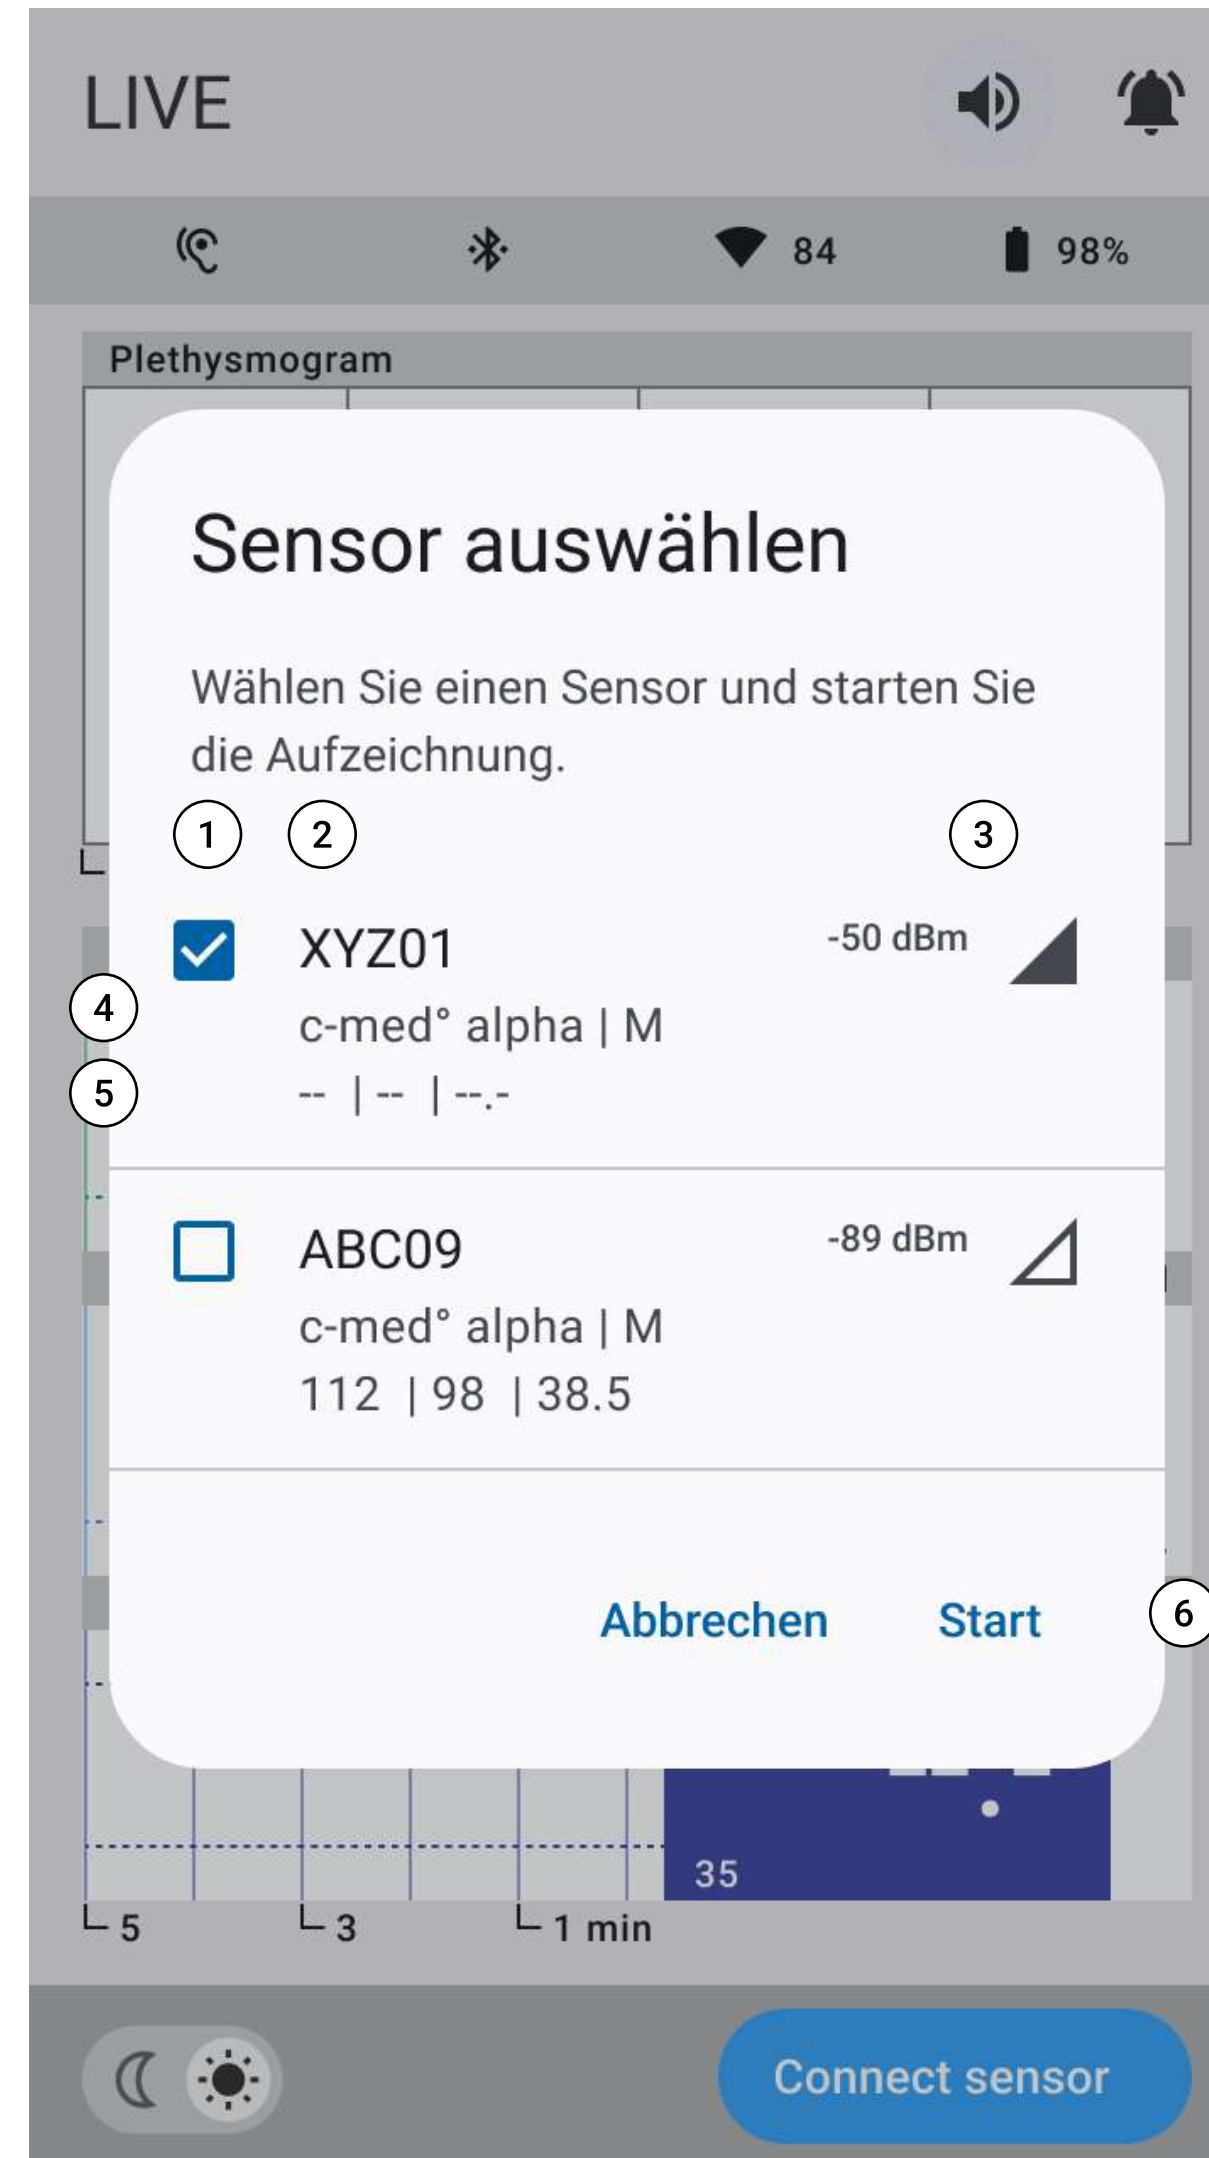 LIVE
84
98%
Plethysmogram
Sensor auswählen
Wählen Sie einen Sensor und starten Sie
die Aufzeichnung.
1 2 3
XYZ01 -50 dBm
4
c-med° alpha | M
5
-- | -- | --.-
ABC09 -89 dBm
c-med° alpha | M
112 | 98 | 38.5
Abbrechen Start
6
35
5 3 1 min
Connect sensor